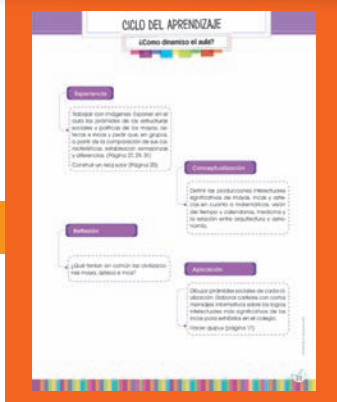 CICLO DEL APRENDIZAJE
¿Cómo dinamizo el aula?
Experiencia
Trabajar con imágenes. Exponer en el
aula las pirámides de las estructuras
sociales y políticas de los mayas, az-
tecas e incas y pedir que, en grupos,
a partir de la composición de sus ca-
racterísticas, establezcan semejanzas
y diferencias. (Página 27, 29, 31)
Construir un reloj solar (Página 25)
Conceptualización
Definir las producciones intelectuales
significativas de mayas, incas y azte-
cas en cuanto a matemáticas, visión
del tiempo y calendarios, medicina y
la relación entre arquitectura y astro-
nomía.
Reflexión
¿Qué tenían en común las civilizacio-
nes maya, azteca e inca?
Aplicación
Dibujar pirámides sociales de cada ci-
vilización. Elaborar carteles con cortos
mensajes informativos sobre los logros
intelectuales más significativos de los
incas para exhibirlos en el colegio.
Hacer quipus (página 17)